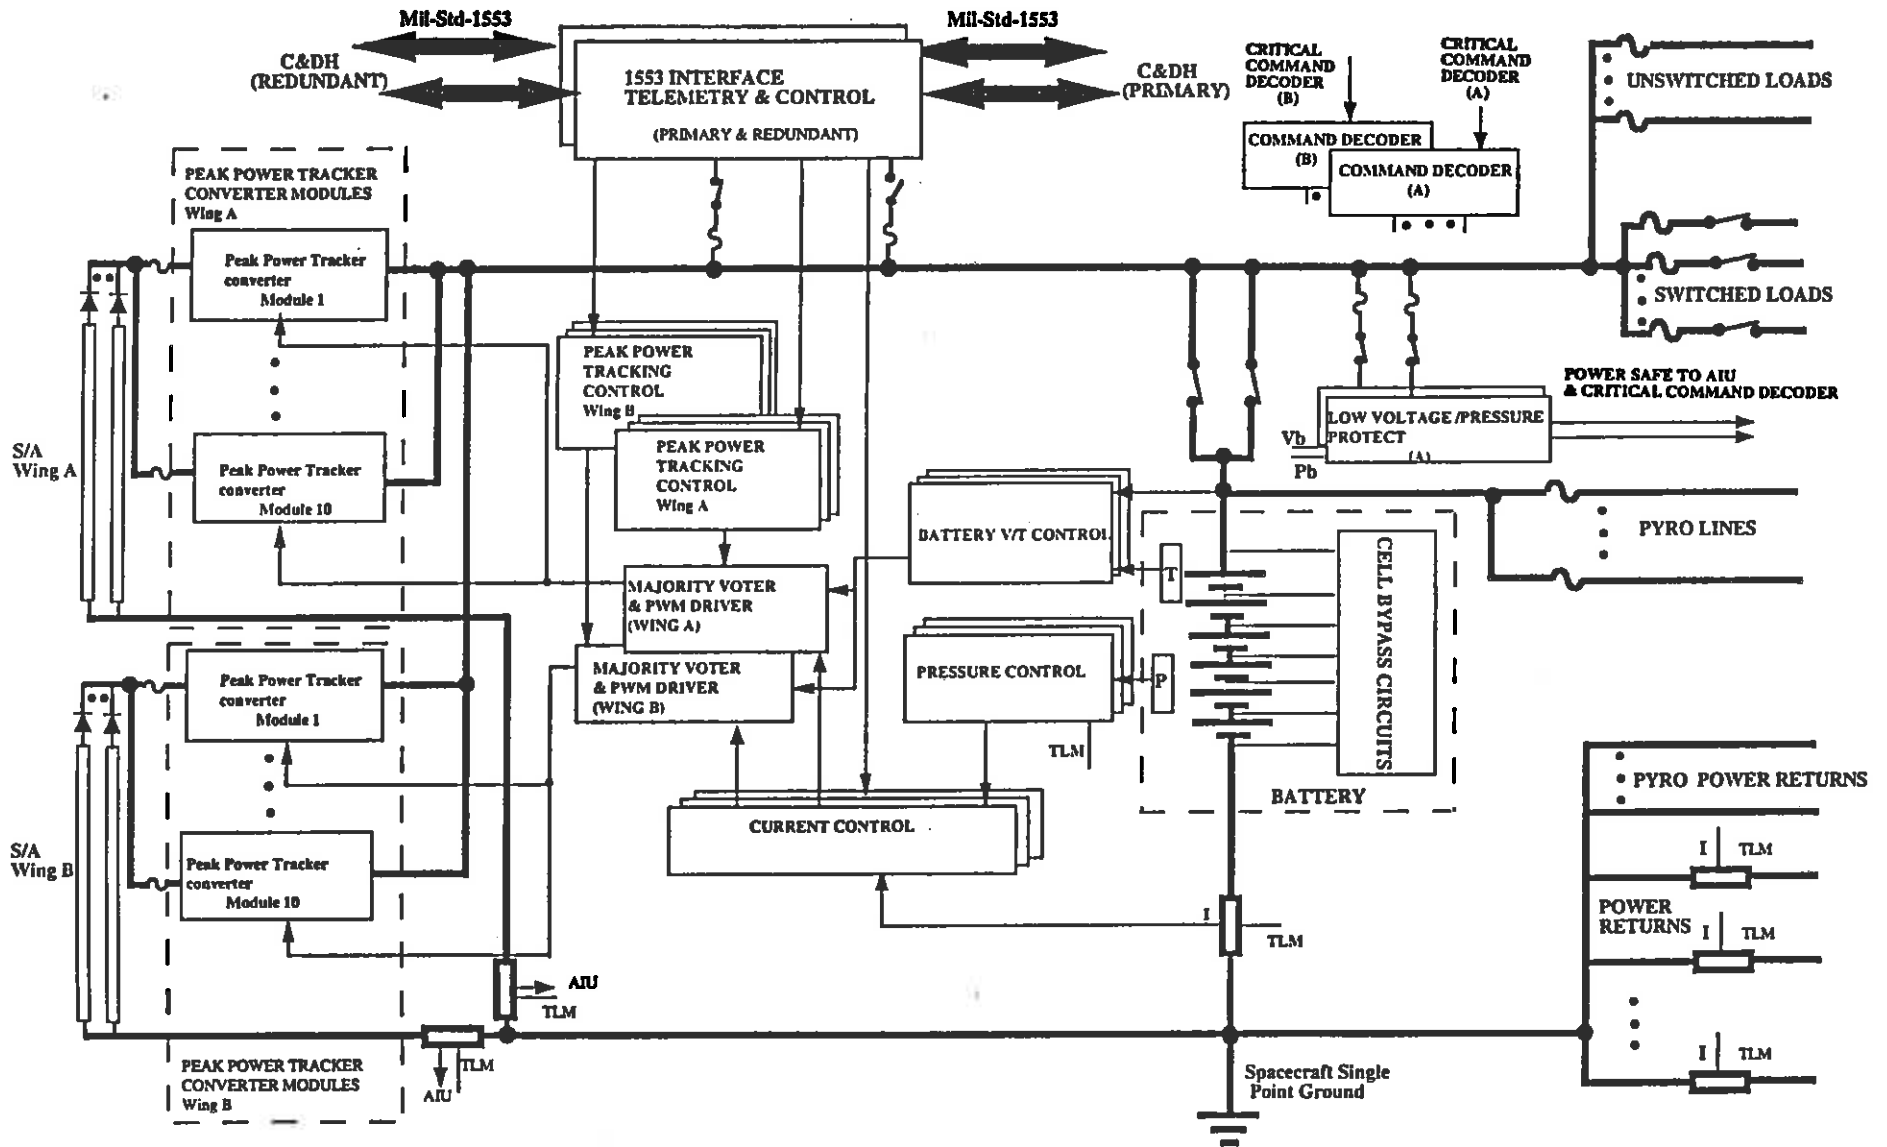 Mil-Std-1553
Mil-Std-1553
C&DH
(REDUNDANT)
1553 INTERFACE
TELEMETRY & CONTROL
(PRIMARY & REDUNDANT)
C&DH
(PRIMARY)
CRITICAL
COMMAND
DECODER
(B)
CRITICAL
COMMAND
DECODER
(A)
COMMAND DECODER
(B)
COMMAND DECODER
(A)
UNSWITCHED LOADS
SWITCHED LOADS
PEAK POWER TRACKER
CONVERTER MODULES
Wing A
Peak Power Tracker
converter
Module 1
Peak Power Tracker
converter
Module 10
S/A
Wing A
PEAK POWER
TRACKING
CONTROL
Wing B
PEAK POWER
TRACKING
CONTROL
Wing A
POWER SAFE TO AIU
& CRITICAL COMMAND DECODER
LOW VOLTAGE/PRESSURE
PROTECT
(A)
Vb
Pb
BATTERY V/T CONTROL
T
PYRO LINES
CELL BYPASS CIRCUITS
MAJORITY VOTER
& PWM DRIVER
(WING A)
MAJORITY VOTER
& PWM DRIVER
(WING B)
PRESSURE CONTROL
P
TLM
BATTERY
Peak Power Tracker
converter
Module 1
Peak Power Tracker
converter
Module 10
S/A
Wing B
CURRENT CONTROL
PYRO POWER RETURNS
I TLM
POWER
RETURNS
I TLM
I TLM
I
TLM
AIU
TLM
TLM
AIU
PEAK POWER TRACKER
CONVERTER MODULES
Wing B
Spacecraft Single
Point Ground